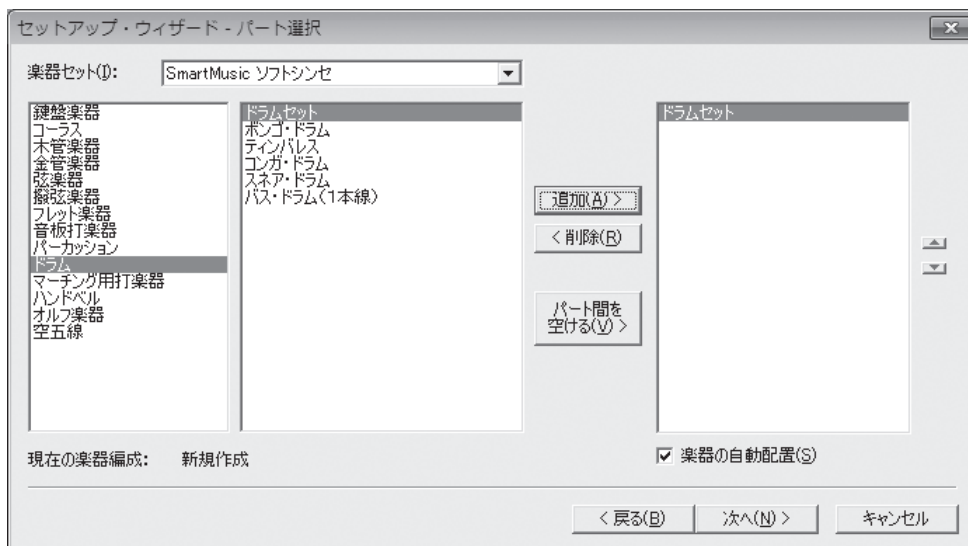 セットアップ・ウィザード - パート選択
楽器セット(I):
SmartMusic ソフトシンセ
鍵盤楽器
コーラス
木管楽器
金管楽器
弦楽器
撥弦楽器
フレット楽器
音板打楽器
パーカッション
ドラム
マーチング用打楽器
ハンドベル
オルフ楽器
空五線
ドラムセット
ボンゴ・ドラム
ティンバレス
コンガ・ドラム
スネア・ドラム
バス・ドラム(1本線)
追加(A) >
< 削除(R)
パート間を
空ける(V) >
ドラムセット
現在の楽器編成: 新規作成
楽器の自動配置(S)
< 戻る(B)
次へ(N) >
キャンセル